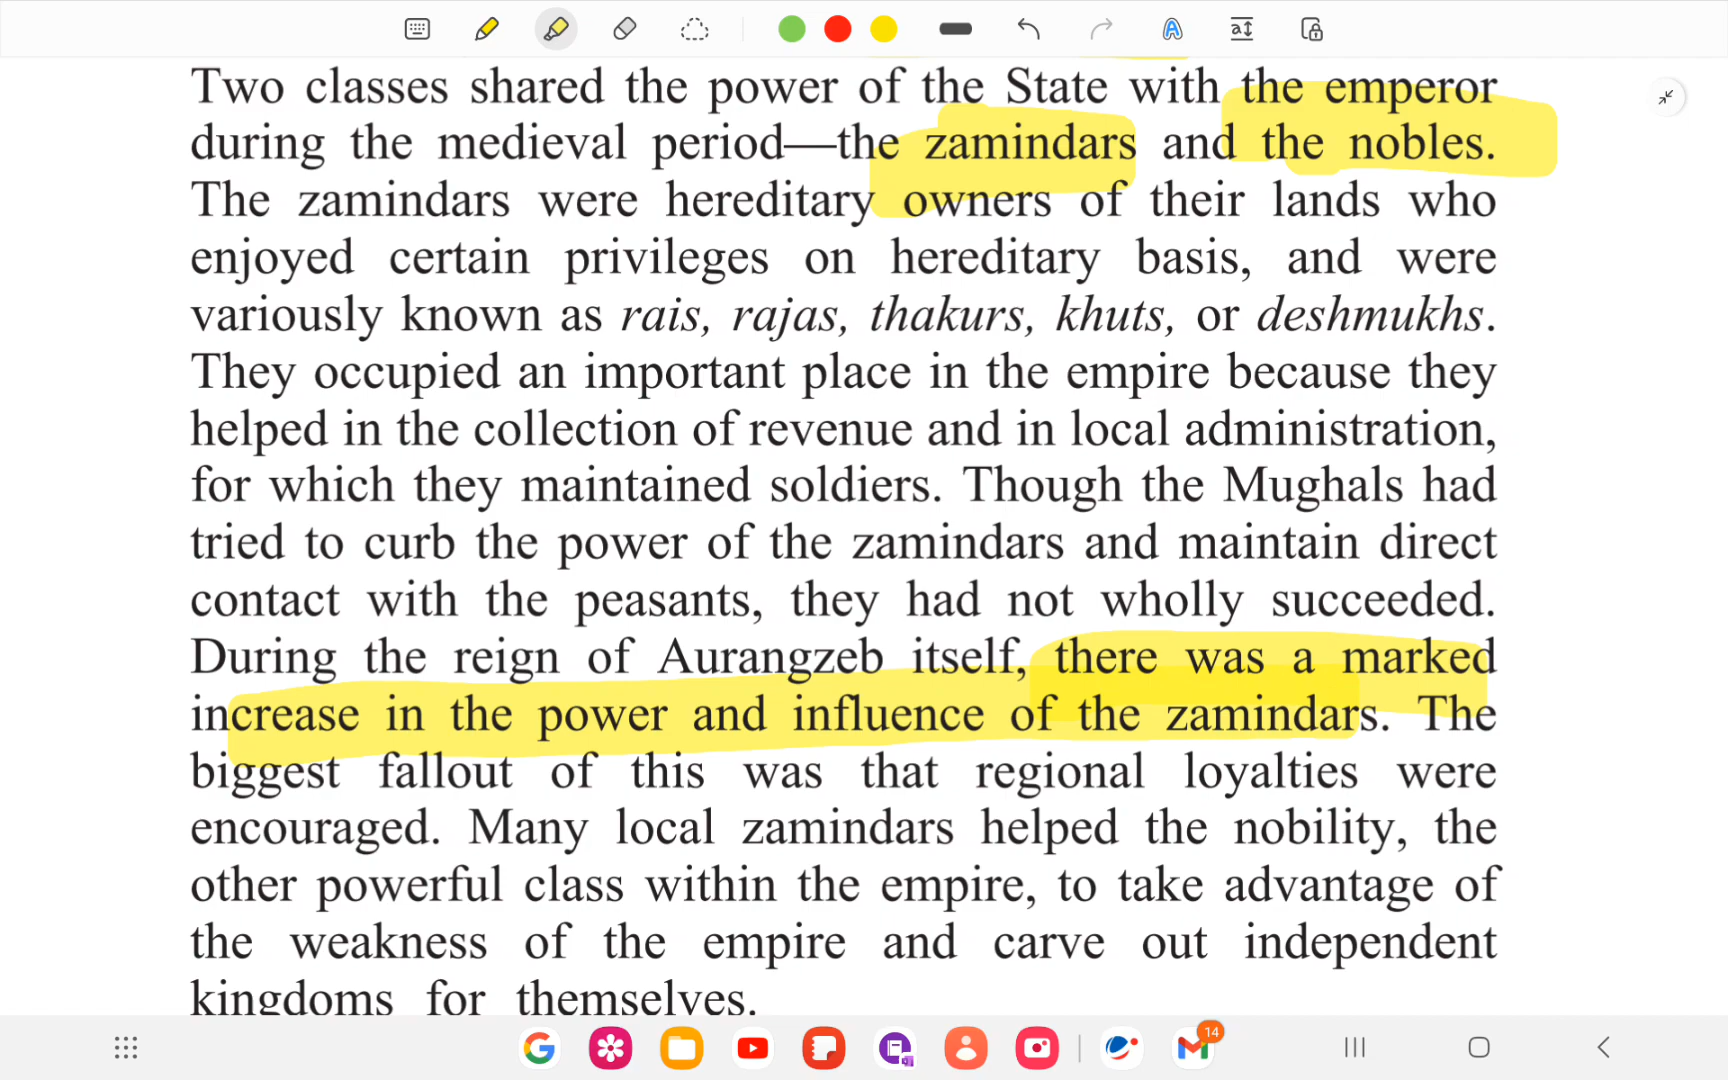 Two classes shared the power of the State with the emperor
during the medieval period—the zamindars and the nobles.
The zamindars were hereditary owners of their lands who
enjoyed certain privileges on hereditary basis, and were
variously known as rais, rajas, thakurs, khuts, or deshmukhs.
They occupied an important place in the empire because they
helped in the collection of revenue and in local administration,
for which they maintained soldiers. Though the Mughals had
tried to curb the power of the zamindars and maintain direct
contact with the peasants, they had not wholly succeeded.
During the reign of Aurangzeb itself, there was a marked
increase in the power and influence of the zamindars. The
biggest fallout of this was that regional loyalties were
encouraged. Many local zamindars helped the nobility, the
other powerful class within the empire, to take advantage of
the weakness of the empire and carve out independent
kingdoms for themselves.
14